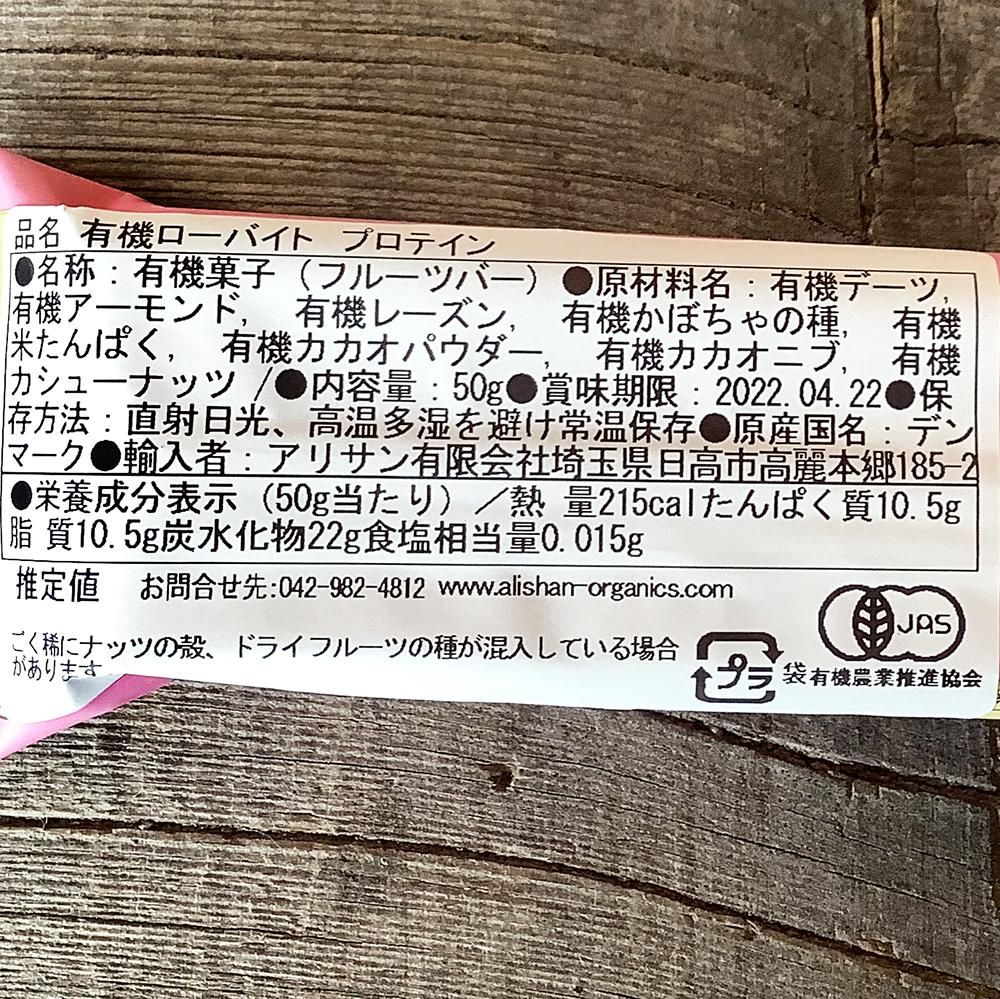 品名 有機ローバイト プロテイン
●名称：有機菓子（フルーツバー）●原材料名：有機デーツ,
有機アーモンド, 有機レーズン, 有機かぼちゃの種, 有機
米たんぱく, 有機カカオパウダー, 有機カカオニブ, 有機
カシューナッツ /●内容量：50g●賞味期限：2022.04.22●保
存方法：直射日光、高温多湿を避け常温保存●原産国名：デン
マーク●輸入者：アリサン有限会社埼玉県日高市高麗本郷185-2
●栄養成分表示（50g当たり）／熱 量215calたんぱく質10.5g
脂 質10.5g炭水化物22g食塩相当量0.015g
推定値 お問合せ先:042-982-4812 www.alishan-organics.com
JAS
ごく稀にナッツの殻、ドライフルーツの種が混入している場合
があります
プラ 袋 有機農業推進協会